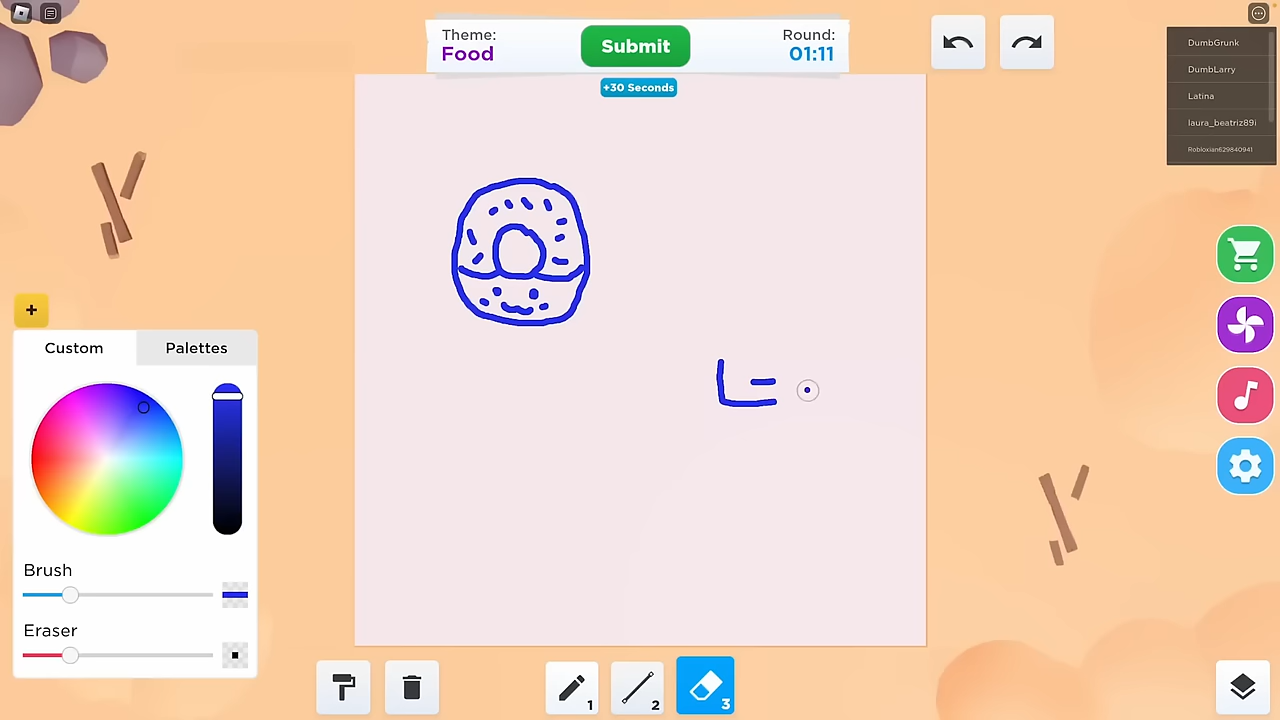 Theme:
Food
Submit
Round:
01:11
+30 Seconds
DumbGrunk
DumbLarry
Latina
laura_beatriz89i
Robloxian629840941
+
Custom
Palettes
Brush
Eraser
1
2
3
L=